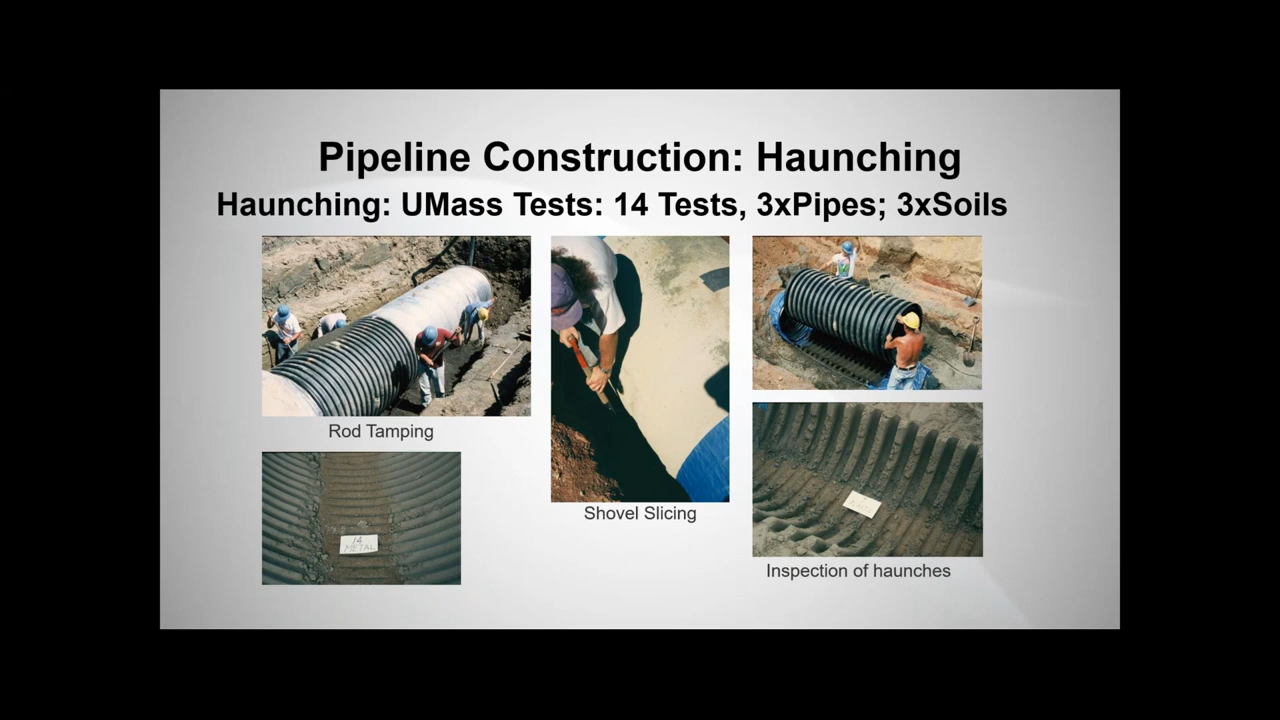 Pipeline Construction: Haunching
Haunching: UMass Tests: 14 Tests, 3xPipes; 3xSoils
Rod Tamping
Shovel Slicing
14
METAL
Inspection of haunches